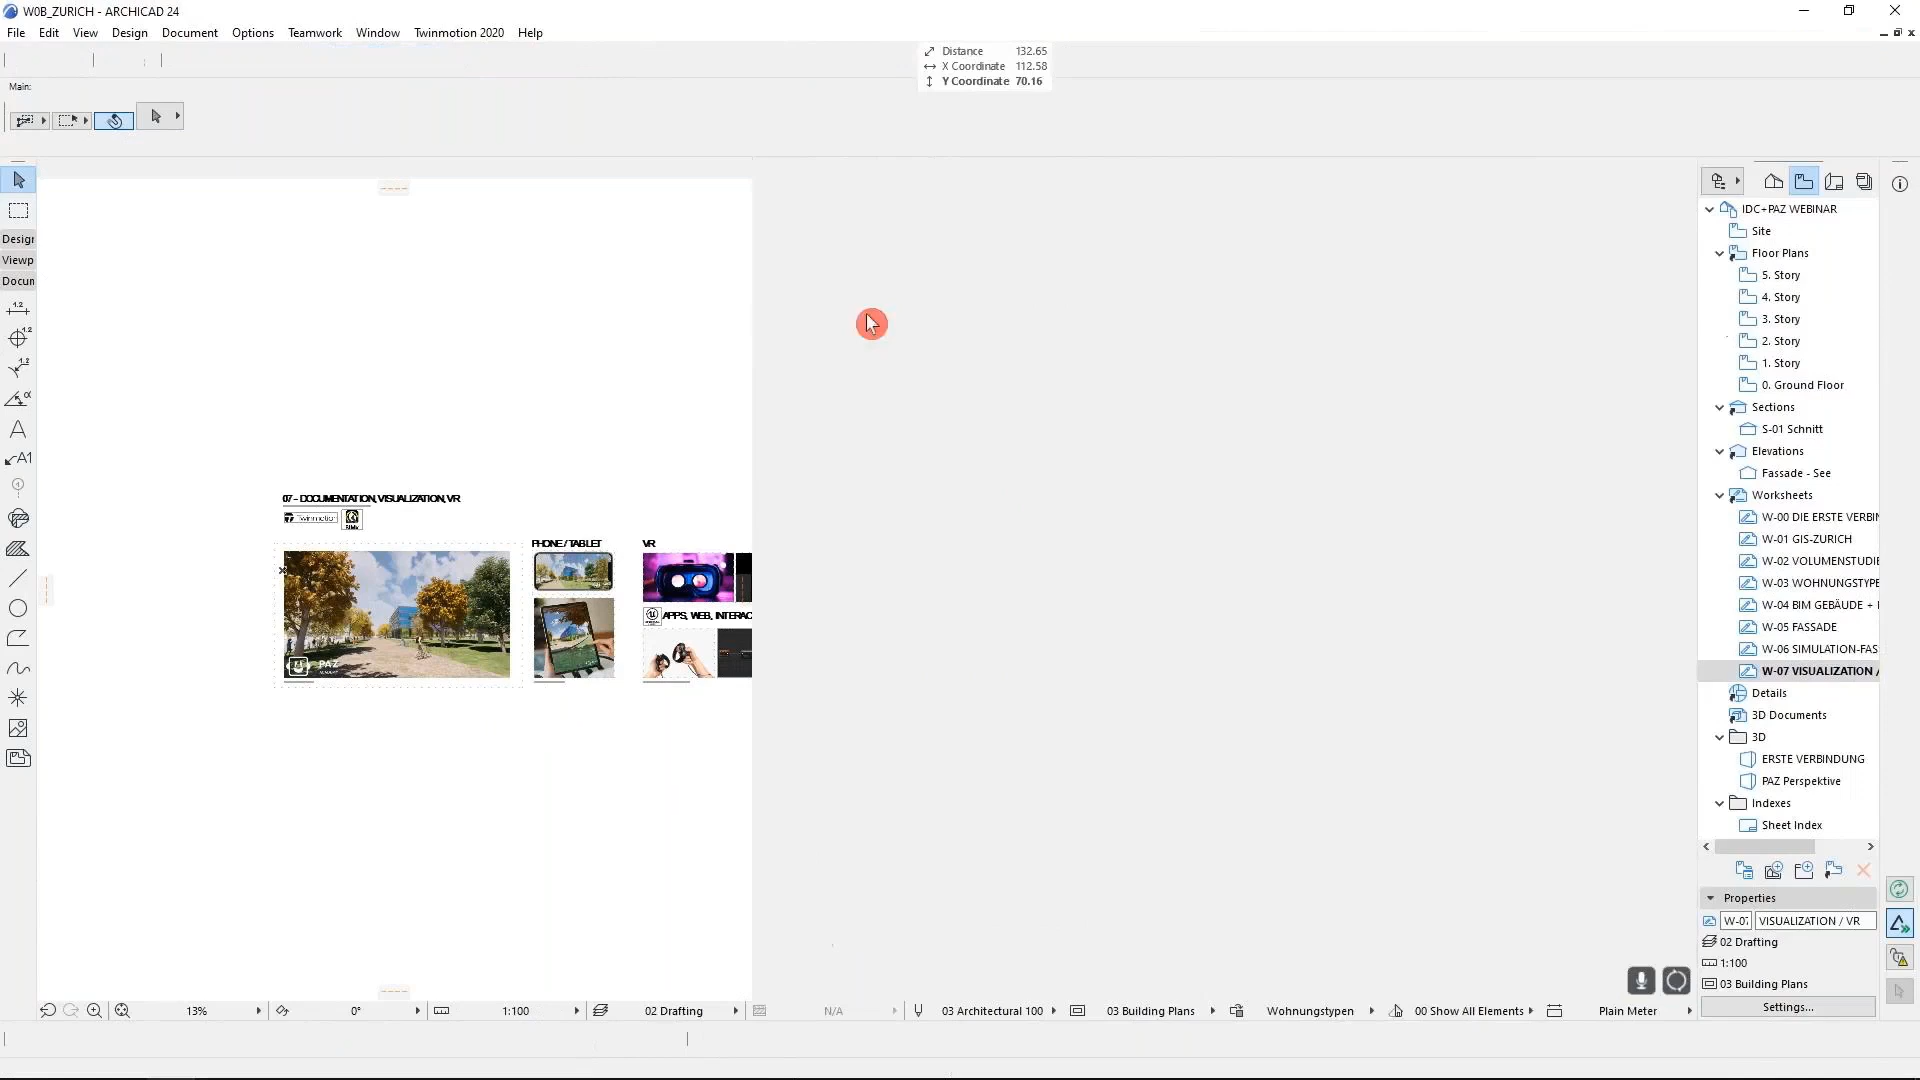 W0B_ZURICH - ARCHICAD 24
File Edit View Design Document Options Teamwork Window Twinmotion 2020 Help
Distance 132.65
X Coordinate 112.58
Y Coordinate 70.16
Main:
Design
Viewp
Docun
07 - DOCUMENTATION, VISUALIZATION, VR
Twinmotion
PHONE / TABLET
VR
APPS, WEB, INTERAC
PAZ
IDC+PAZ WEBINAR
Site
Floor Plans
5. Story
4. Story
3. Story
2. Story
1. Story
0. Ground Floor
Sections
S-01 Schnitt
Elevations
Fassade - See
Worksheets
W-00 DIE ERSTE VERBIN
W-01 GIS-ZURICH
W-02 VOLUMENSTUDIE
W-03 WOHNUNGSTYPE
W-04 BIM GEBÄUDE +
W-05 FASSADE
W-06 SIMULATION-FAS
W-07 VISUALIZATION /
Details
3D Documents
3D
ERSTE VERBINDUNG
PAZ Perspektive
Indexes
Sheet Index
Properties
W-07 VISUALIZATION / VR
02 Drafting
1:100
03 Building Plans
Settings...
13% 0° 1:100 02 Drafting N/A 03 Architectural 100 03 Building Plans Wohnungstypen 00 Show All Elements Plain Meter